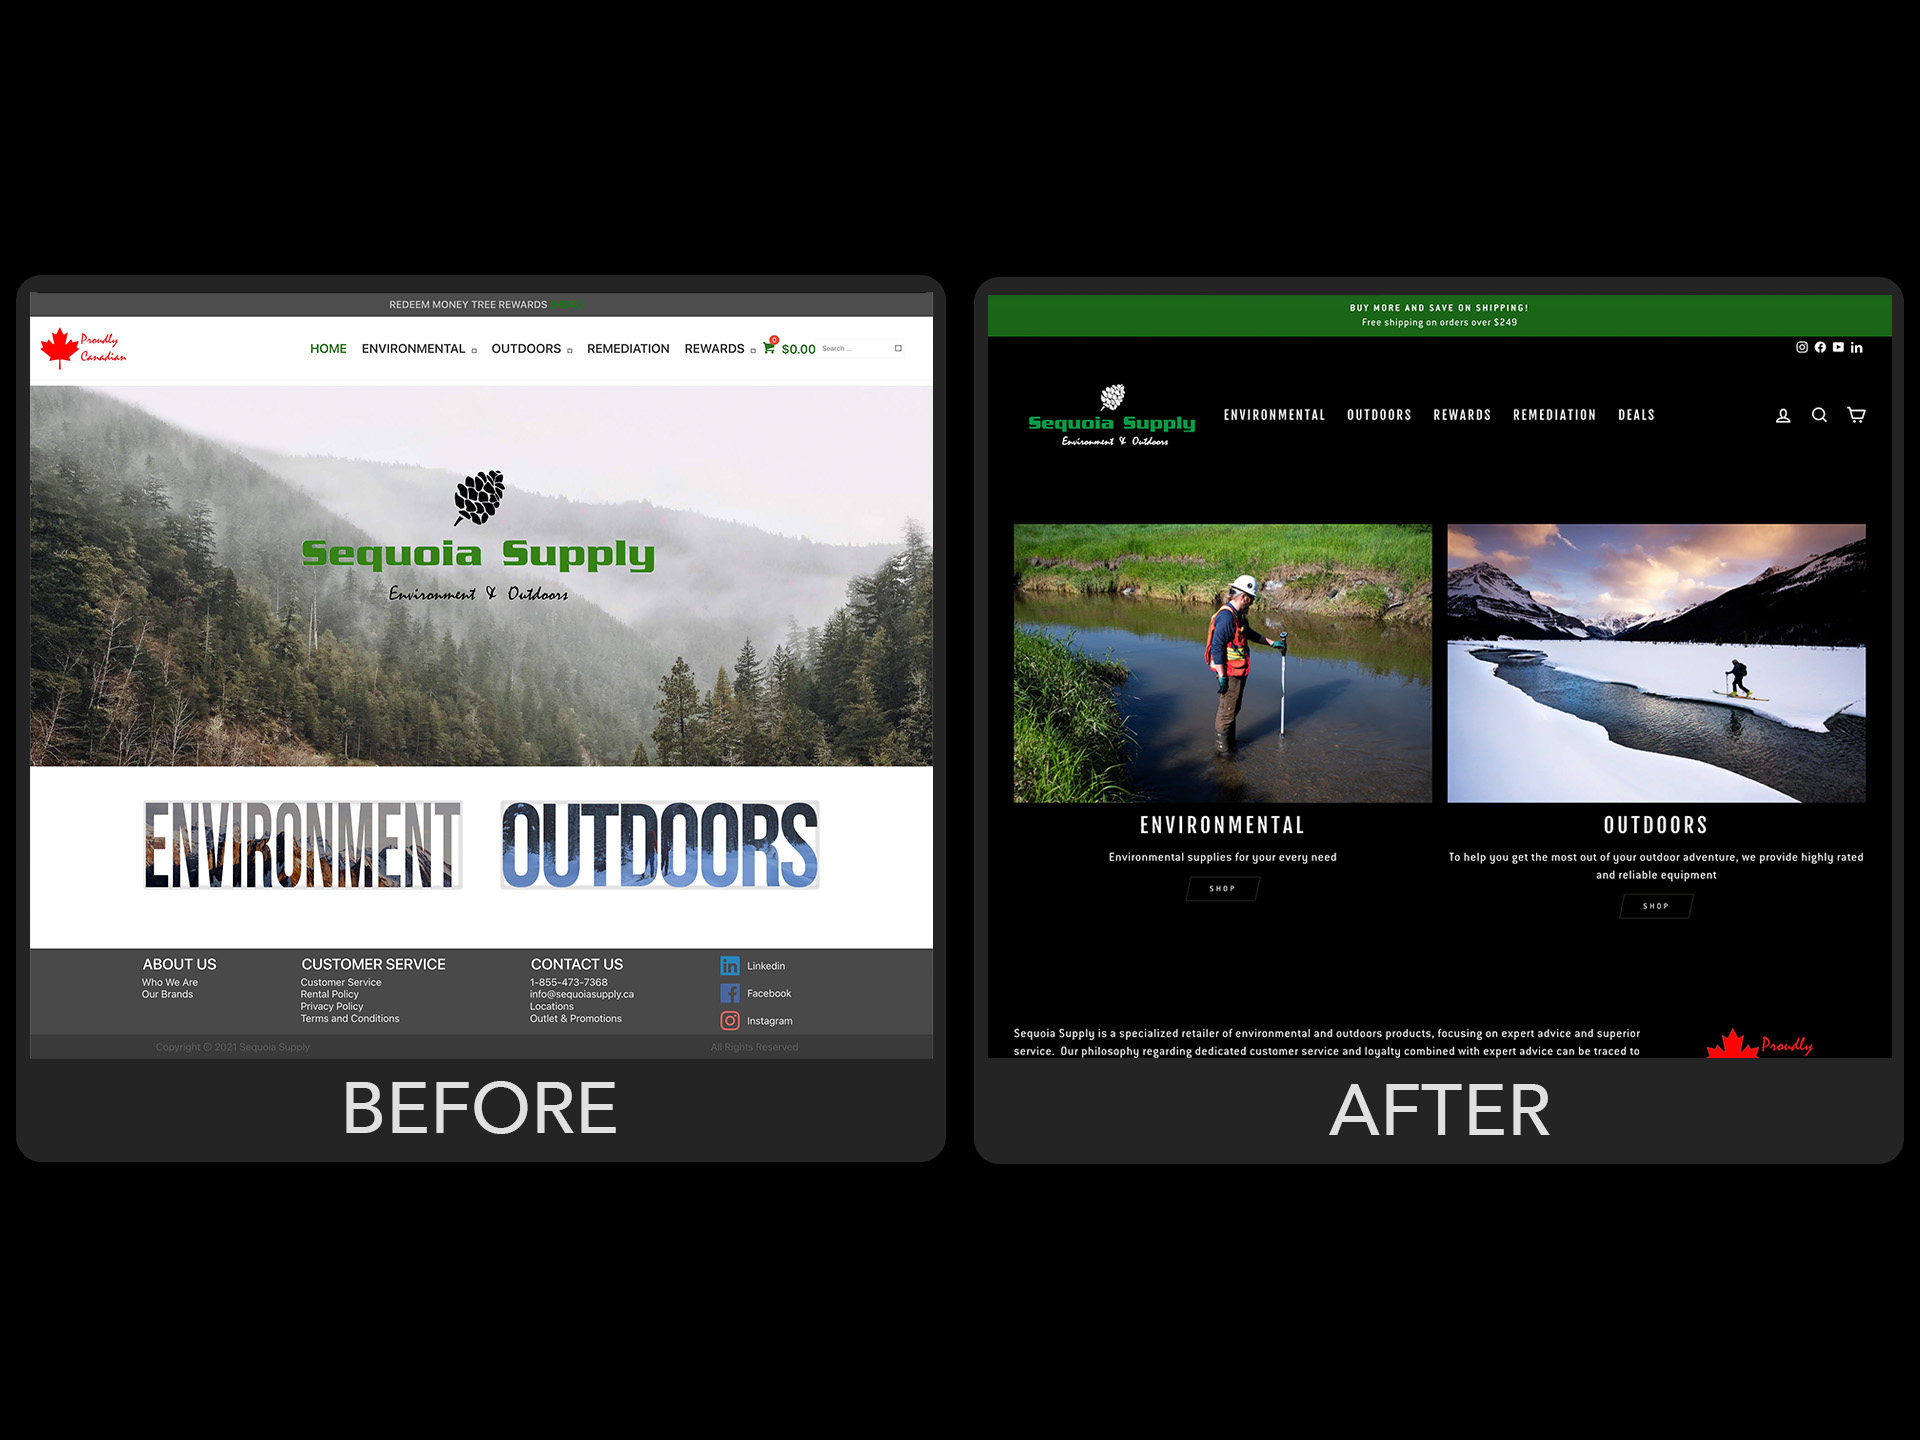 REDEEM MONEY TREE REWARDS
Proudly
Canadian
HOME ENVIRONMENTAL OUTDOORS REMEDIATION REWARDS 0 $0.00 Search ...
Sequoia Supply
Environment & Outdoors
ENVIRONMENT OUTDOORS
ABOUT US
Who We Are
Our Brands
CUSTOMER SERVICE
Customer Service
Rental Policy
Privacy Policy
Terms and Conditions
CONTACT US
1-855-473-7368
info@sequoiasupply.ca
Locations
Outlet & Promotions
Linkedin
Facebook
Instagram
Copyright © 2021 Sequoia Supply All Rights Reserved
BEFORE
BUY MORE AND SAVE ON SHIPPING!
Free shipping on orders over $249
Sequoia Supply
Environment & Outdoors
ENVIRONMENTAL OUTDOORS REWARDS REMEDIATION DEALS
ENVIRONMENTAL
Environmental supplies for your every need
SHOP
OUTDOORS
To help you get the most out of your outdoor adventure, we provide highly rated
and reliable equipment
SHOP
Sequoia Supply is a specialized retailer of environmental and outdoors products, focusing on expert advice and superior
service. Our philosophy regarding dedicated customer service and loyalty combined with expert advice can be traced to
Proudly
AFTER